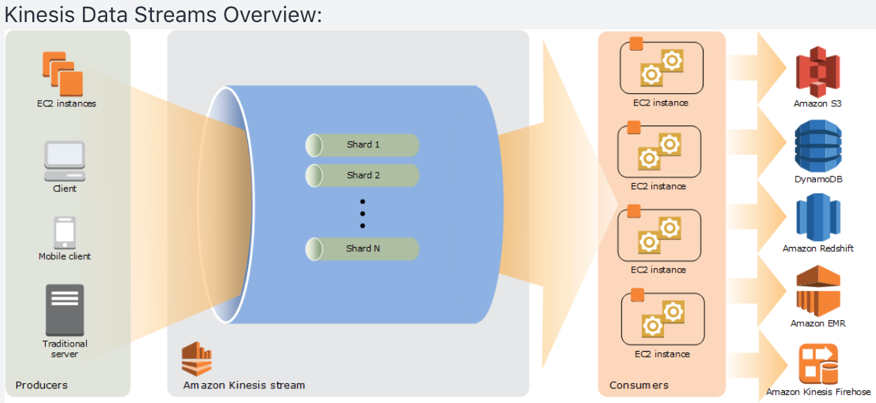 Kinesis Data Streams Overview:
EC2 instances
Client
Mobile client
Traditional
server
Producers
Shard 1
Shard 2
Shard N
Amazon Kinesis stream
EC2 instance
EC2 instance
EC2 instance
EC2 instance
Consumers
Amazon S3
DynamoDB
Amazon Redshift
Amazon EMR
Amazon Kinesis Firehose